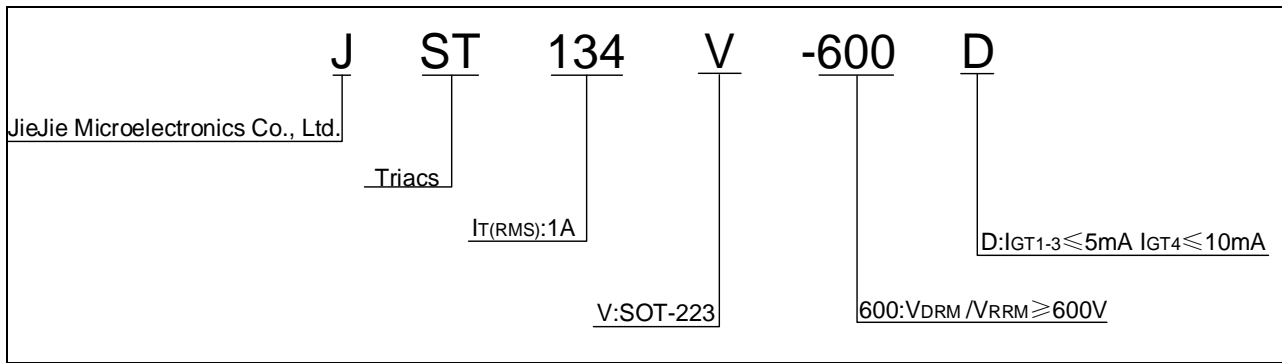 J ST 134 V -600 D
JieJie Microelectronics Co., Ltd.
Triacs
IT(RMS):1A
D:IGT1-3≤5mA IGT4≤10mA
V:SOT-223
600:VDRM /VRRM≥600V